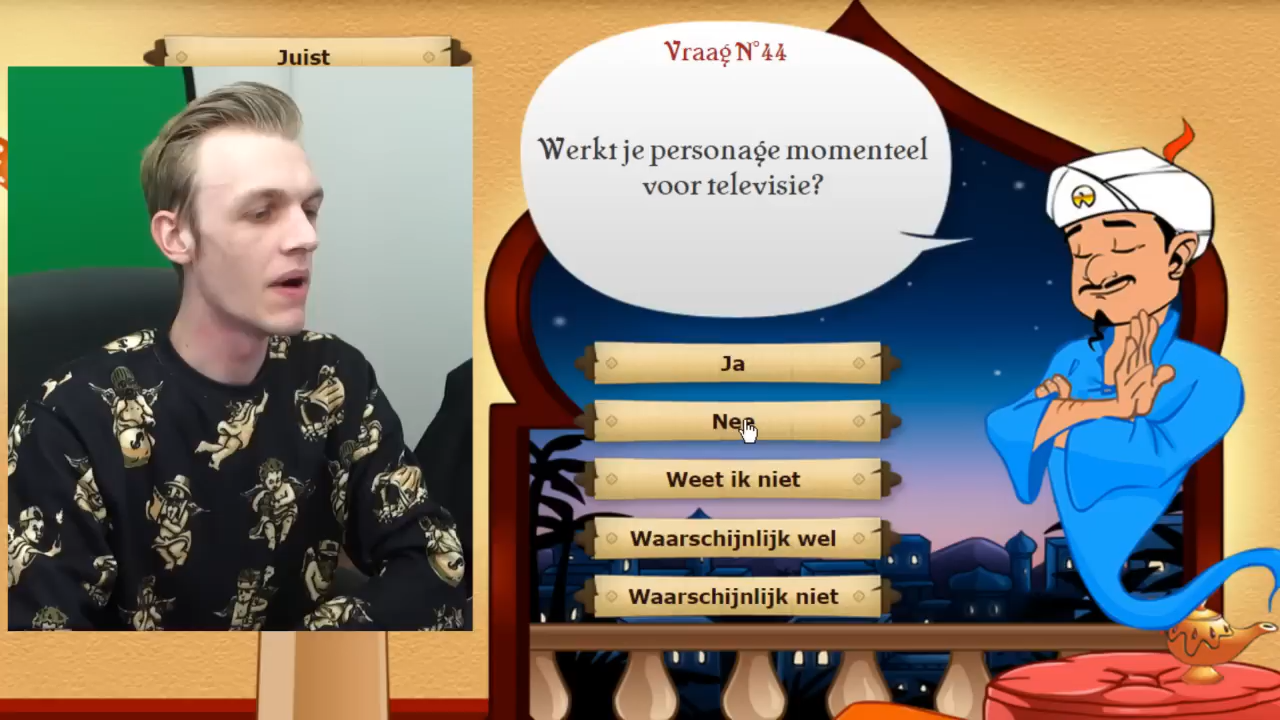 Juist
Vraag N°44
Werkt je personage momenteel
voor televisie?
Ja
Nee
Weet ik niet
Waarschijnlijk wel
Waarschijnlijk niet